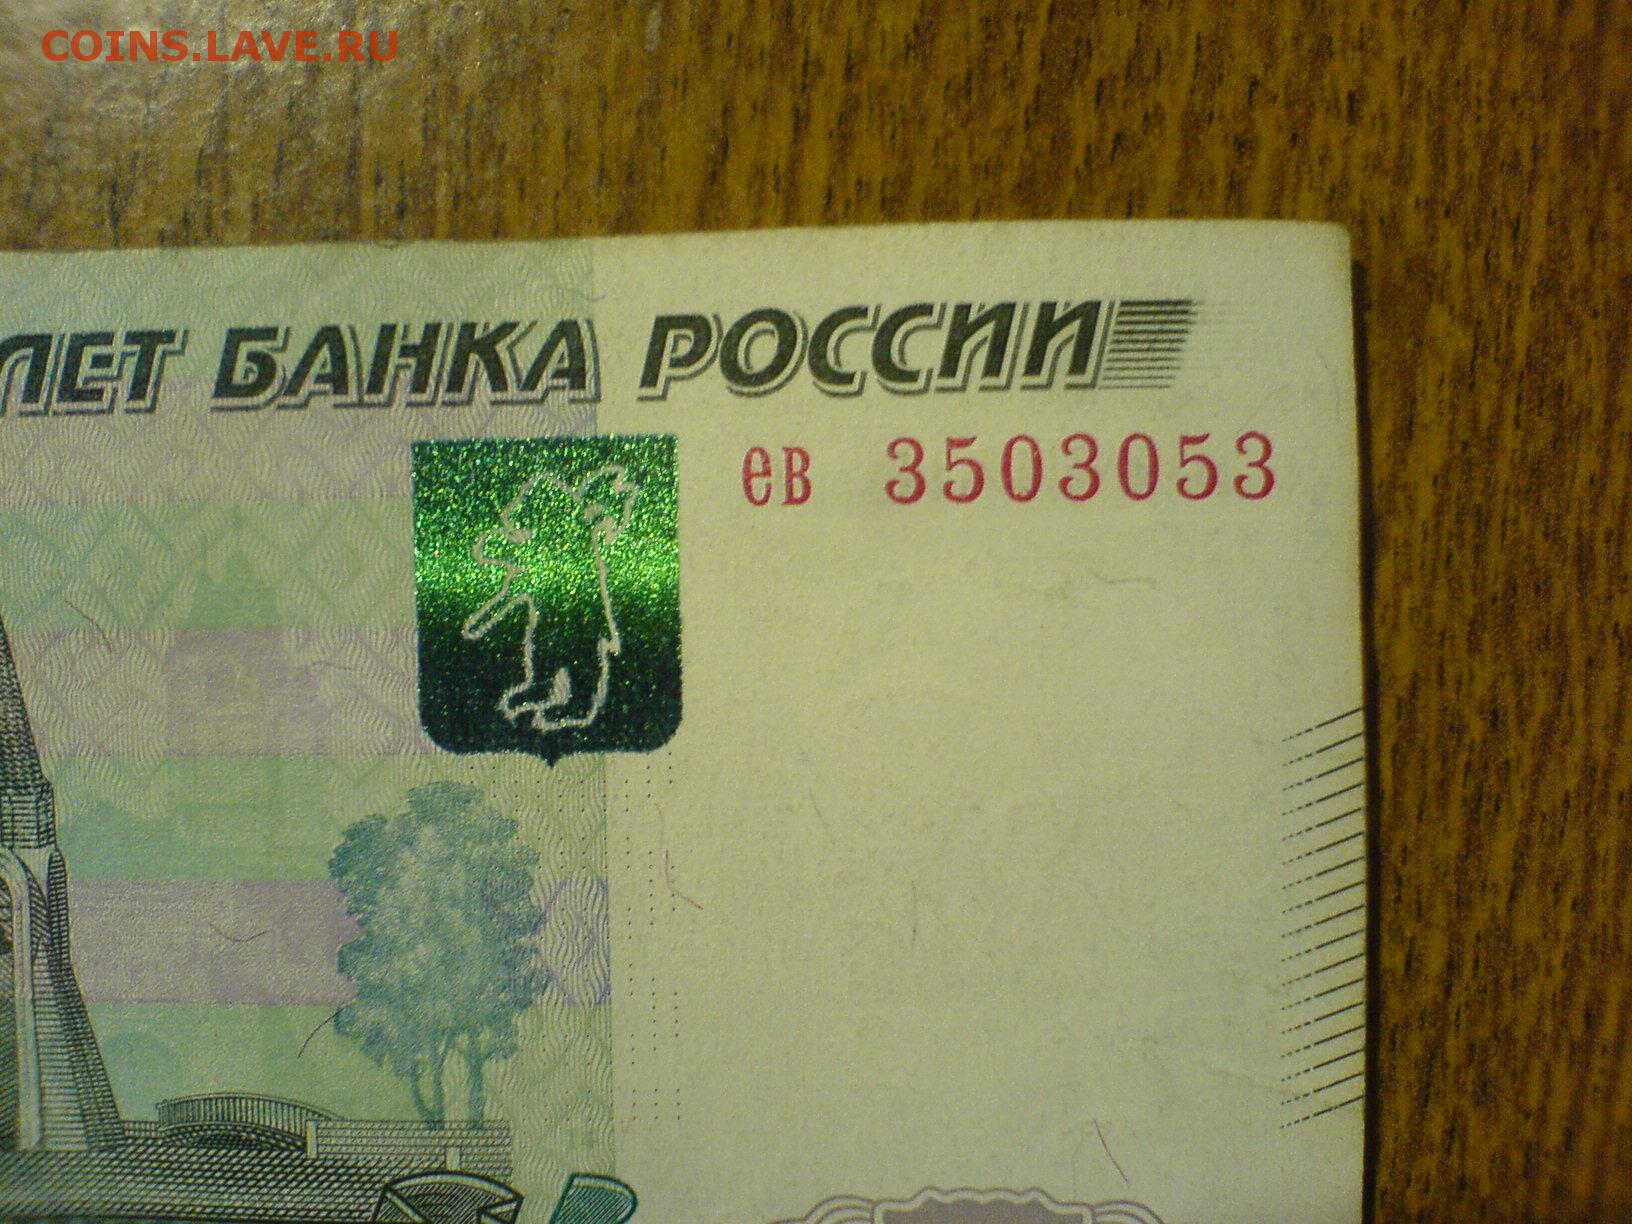 COINS.LAVE.RU
ЛЕТ БАНКА РОССИИ
ев 3503053